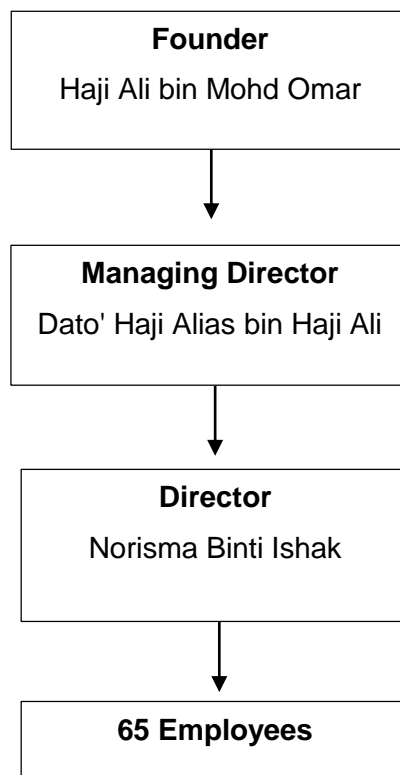 Founder
Haji Ali bin Mohd Omar
Managing Director
Dato' Haji Alias bin Haji Ali
Director
Norisma Binti Ishak
65 Employees